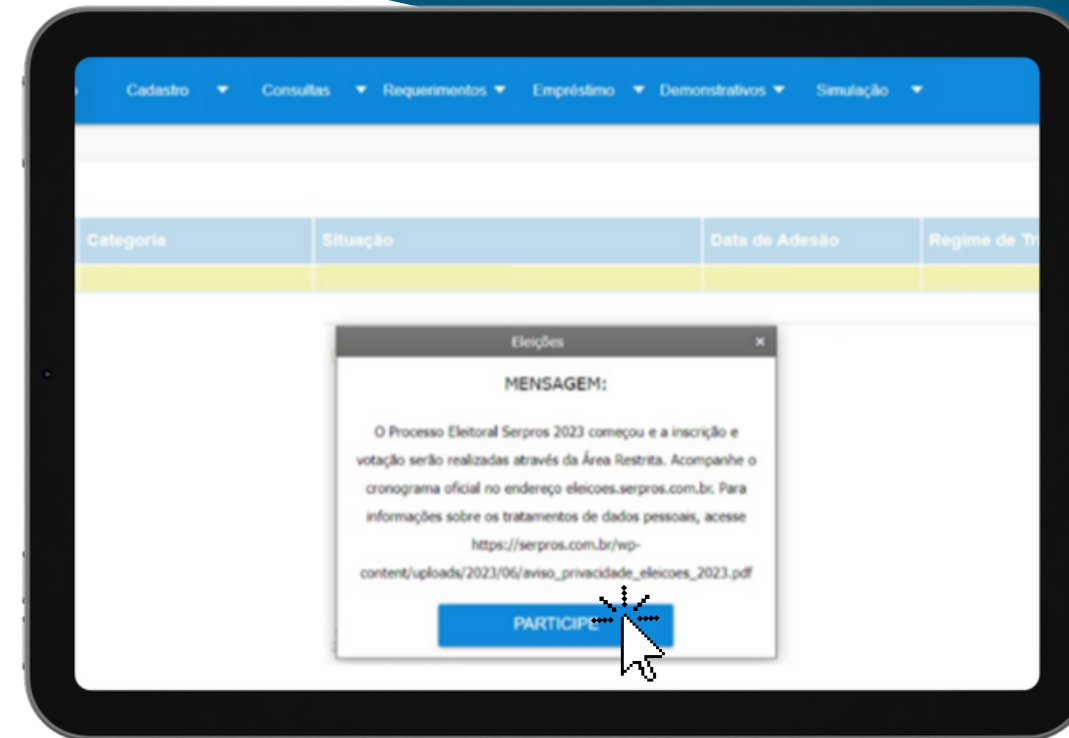 Cadastro Consultas Requerimentos Empréstimo Demonstrativos Simulação
Categoria Situação Data de Adesão Regime de
Eleições ×
MENSAGEM:
O Processo Eleitoral Serpros 2023 começou e a inscrição e
votação serão realizadas através da Área Restrita. Acompanhe o
cronograma oficial no endereço eleicoes.serpros.com.br. Para
informações sobre os tratamentos de dados pessoais, acesse
https://serpros.com.br/wp-
content/uploads/2023/06/aviso_privacidade_eleicoes_2023.pdf
PARTICIPE